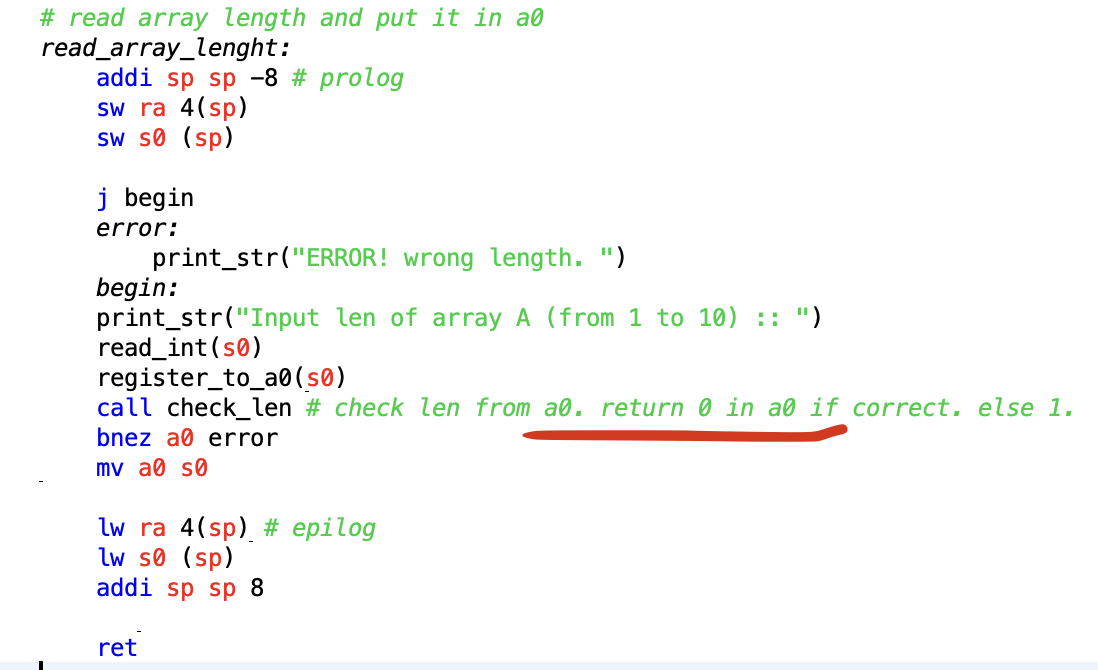 # read array length and put it in a0
read_array_lenght:
addi sp sp -8 # prolog
sw ra 4(sp)
sw s0 (sp)
j begin
error:
print_str("ERROR! wrong length. ")
begin:
print_str("Input len of array A (from 1 to 10) :: ")
read_int(s0)
register_to_a0(s0)
call check_len # check len from a0. return 0 in a0 if correct. else 1.
bnez a0 error
mv a0 s0
lw ra 4(sp) # epilog
lw s0 (sp)
addi sp sp 8
ret